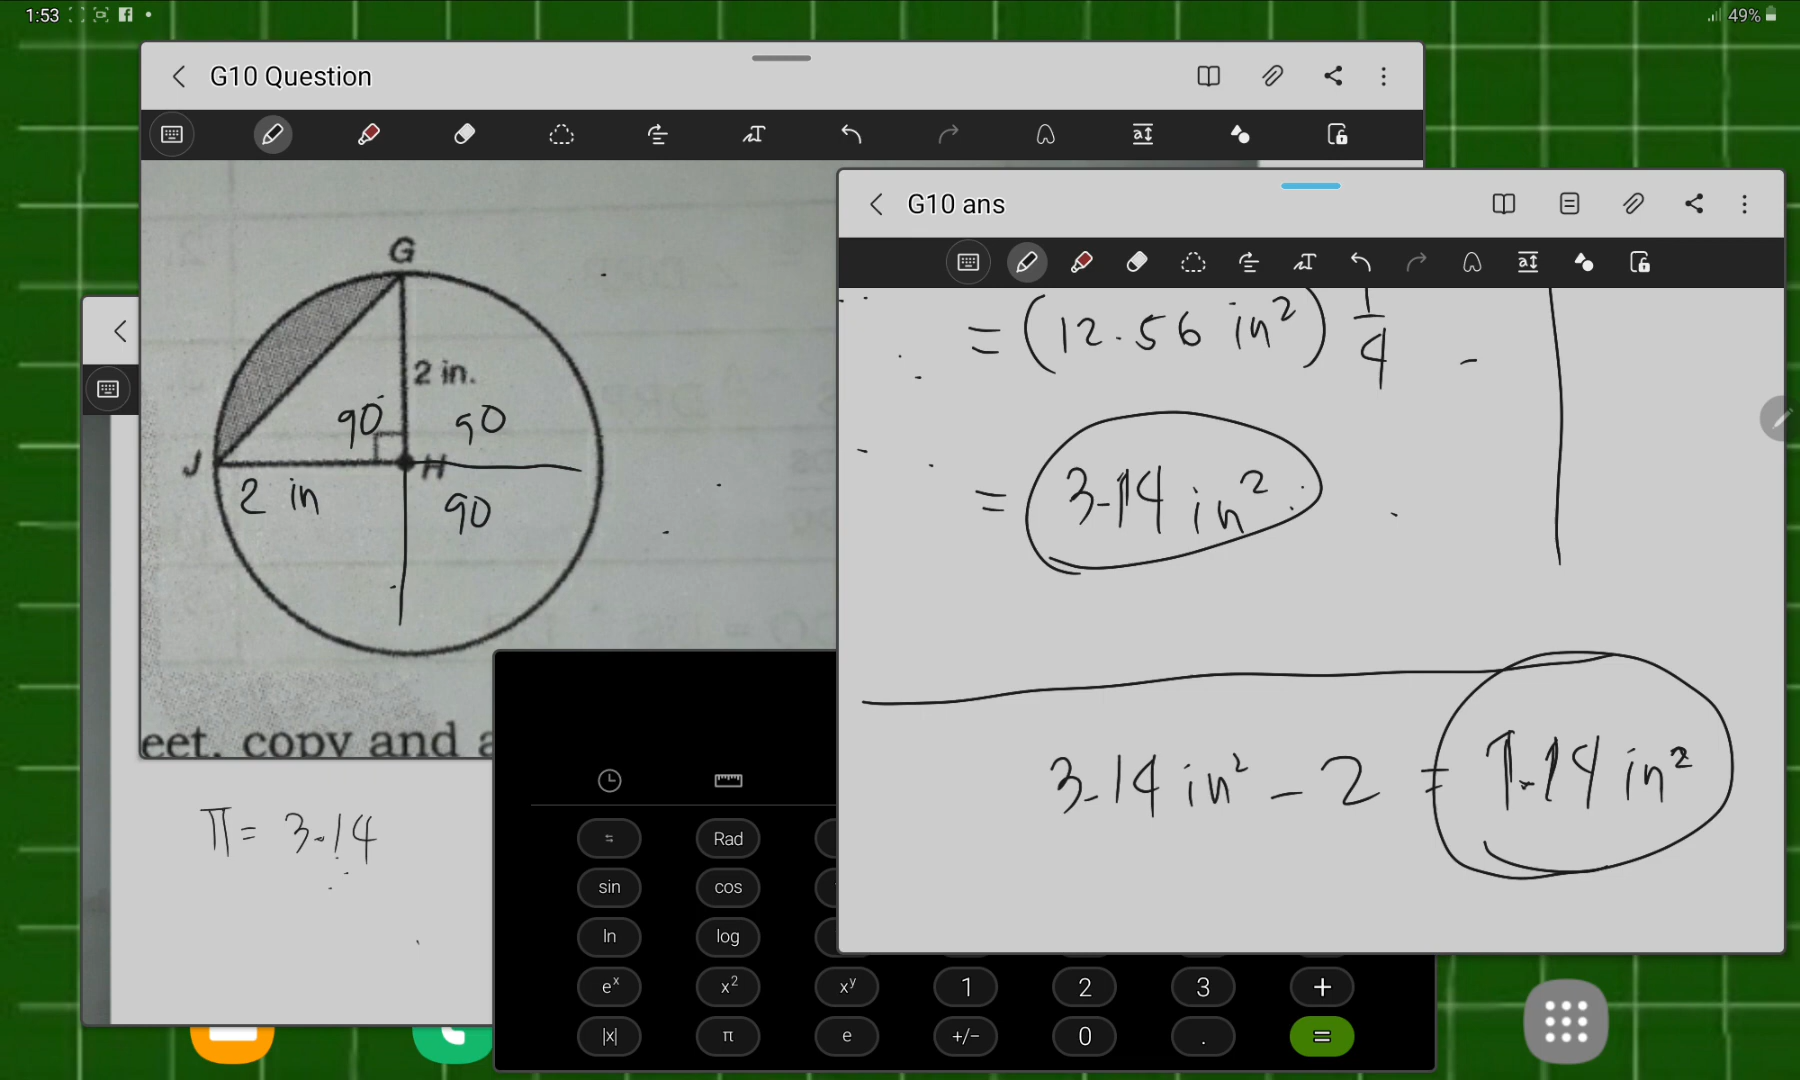 1:53
49%
G10 Question
G10 ans
G
2 in.
90
90
J
H
2 in
90
eet, copy and a
π = 3.14
= (12.56 in²) 1/4
= 3.14 in²
3.14 in² - 2 = 1.14 in²
Rad
sin
cos
ln
log
eˣ
x²
xʸ
1
2
3
+
|x|
π
e
+/−
0
.
=